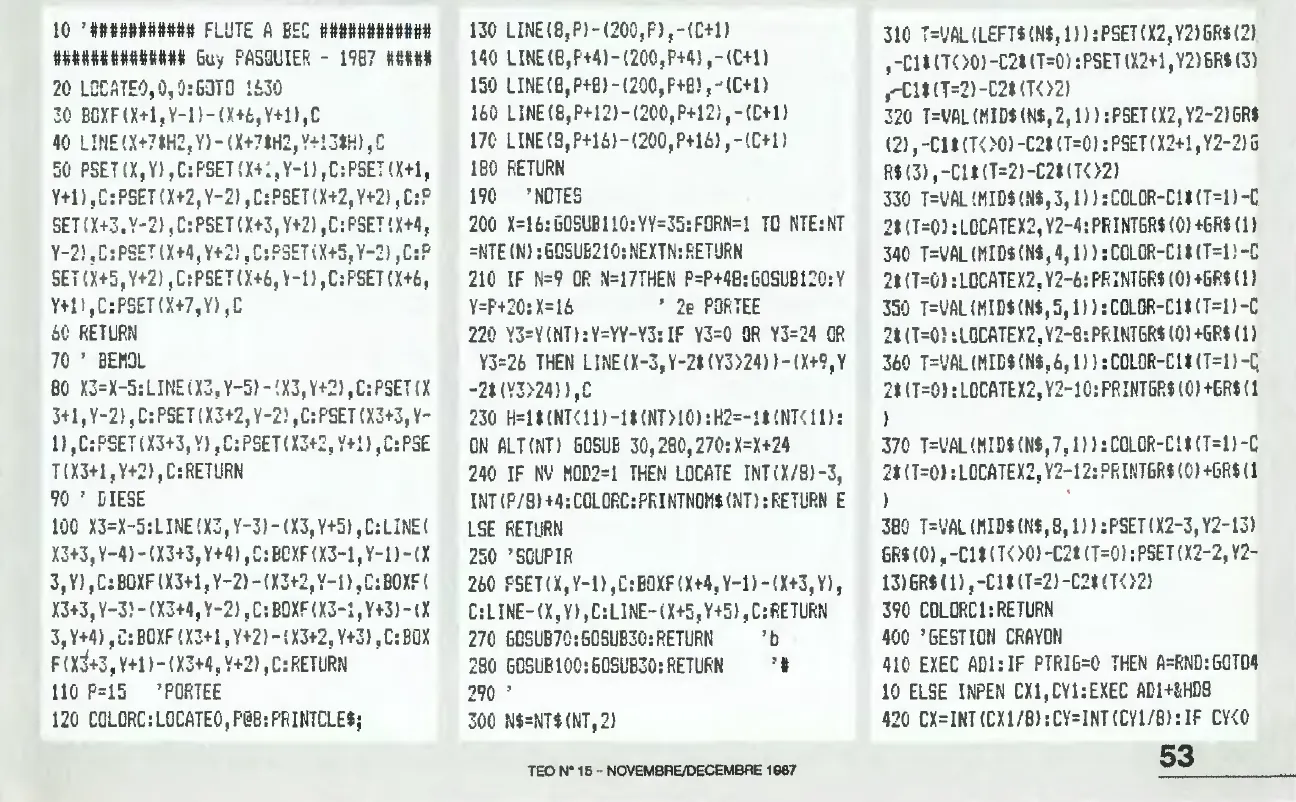 10 '########### FLUTE A BEC ############
############## Guy PASQUIER - 1987 #####
20 LOCATE0,0,0:GOTO 1630
30 BOXF(X+1,Y-1)-(X+6,Y+1),C
40 LINE(X+7*H2,Y)-(X+7*H2,Y+13*H),C
50 PSET(X,Y),C:PSET(X+1,Y-1),C:PSET(X+1,
Y+1),C:PSET(X+2,Y-2),C:PSET(X+2,Y+2),C:P
SET(X+3,Y-2),C:PSET(X+3,Y+2),C:PSET(X+4,
Y-2),C:PSET(X+4,Y+2),C:PSET(X+5,Y-2),C:P
SET(X+5,Y+2),C:PSET(X+6,Y-1),C:PSET(X+6,
Y+1),C:PSET(X+7,Y),C
60 RETURN
70 ' BEMOL
80 X3=X-5:LINE(X3,Y-5)-(X3,Y+2),C:PSET(X
3+1,Y-2),C:PSET(X3+2,Y-2),C:PSET(X3+3,Y-
1),C:PSET(X3+3,Y),C:PSET(X3+2,Y+1),C:PSE
T(X3+1,Y+2),C:RETURN
90 ' DIESE
100 X3=X-5:LINE(X3,Y-3)-(X3,Y+5),C:LINE(
X3+3,Y-4)-(X3+3,Y+4),C:BOXF(X3-1,Y-1)-(X
3,Y),C:BOXF(X3+1,Y-2)-(X3+2,Y-1),C:BOXF(
X3+3,Y-3)-(X3+4,Y-2),C:BOXF(X3-1,Y+3)-(X
3,Y+4),C:BOXF(X3+1,Y+2)-(X3+2,Y+3),C:BOX
F(X3+3,Y+1)-(X3+4,Y+2),C:RETURN
110 P=15 'PORTEE
120 COLORC:LOCATE0,P@8:PRINTCLE$;
130 LINE(8,P)-(200,P),-(C+1)
140 LINE(8,P+4)-(200,P+4),-(C+1)
150 LINE(8,P+8)-(200,P+8),-(C+1)
160 LINE(8,P+12)-(200,P+12),-(C+1)
170 LINE(8,P+16)-(200,P+16),-(C+1)
180 RETURN
190 'NOTES
200 X=16:GOSUB110:YY=35:FORN=1 TO NTE:NT
=NTE(N):GOSUB210:NEXTN:RETURN
210 IF N=9 OR N=17THEN P=P+48:GOSUB120:Y
Y=P+20:X=16 ' 2e PORTEE
220 Y3=Y(NT):Y=YY-Y3:IF Y3=0 OR Y3=24 OR
Y3=26 THEN LINE(X-3,Y-2*(Y3>24))-(X+9,Y
-2*(Y3>24)),C
230 H=1*(NT<11)-1*(NT>10):H2=-1*(NT<11):
ON ALT(NT) GOSUB 30,280,270:X=X+24
240 IF NV MOD2=1 THEN LOCATE INT(X/8)-3,
INT(P/8)+4:COLORC:PRINTNOM$(NT):RETURN E
LSE RETURN
250 'SOUPIR
260 PSET(X,Y-1),C:BOXF(X+4,Y-1)-(X+3,Y),
C:LINE-(X,Y),C:LINE-(X+5,Y+5),C:RETURN
270 GOSUB70:GOSUB30:RETURN 'b
280 GOSUB100:GOSUB30:RETURN '#
290 '
300 N$=NT$(NT,2)
310 T=VAL(LEFT$(N$,1)):PSET(X2,Y2)GR$(2)
,-C1*(T<>0)-C2*(T=0):PSET(X2+1,Y2)GR$(3)
,-C1*(T=2)-C2*(T<>2)
320 T=VAL(MID$(N$,2,1)):PSET(X2,Y2-2)GR$
(2),-C1*(T<>0)-C2*(T=0):PSET(X2+1,Y2-2)G
R$(3),-C1*(T=2)-C2*(T<>2)
330 T=VAL(MID$(N$,3,1)):COLOR-C1*(T=1)-C
2*(T=0):LOCATEX2,Y2-4:PRINTGR$(0)+GR$(1)
340 T=VAL(MID$(N$,4,1)):COLOR-C1*(T=1)-C
2*(T=0):LOCATEX2,Y2-6:PRINTGR$(0)+GR$(1)
350 T=VAL(MID$(N$,5,1)):COLOR-C1*(T=1)-C
2*(T=0):LOCATEX2,Y2-8:PRINTGR$(0)+GR$(1)
360 T=VAL(MID$(N$,6,1)):COLOR-C1*(T=1)-C
2*(T=0):LOCATEX2,Y2-10:PRINTGR$(0)+GR$(1
)
370 T=VAL(MID$(N$,7,1)):COLOR-C1*(T=1)-C
2*(T=0):LOCATEX2,Y2-12:PRINTGR$(0)+GR$(1
)
380 T=VAL(MID$(N$,8,1)):PSET(X2-3,Y2-13)
GR$(0),-C1*(T<>0)-C2*(T=0):PSET(X2-2,Y2-
13)GR$(1),-C1*(T=2)-C2*(T<>2)
390 COLORC1:RETURN
400 'GESTION CRAYON
410 EXEC AD1:IF PTRIG=0 THEN A=RND:GOTO4
10 ELSE INPEN CX1,CY1:EXEC AD1+&HD8
420 CX=INT(CX1/8):CY=INT(CY1/8):IF CY<0
TEO N° 15 - NOVEMBRE/DECEMBRE 1987
53